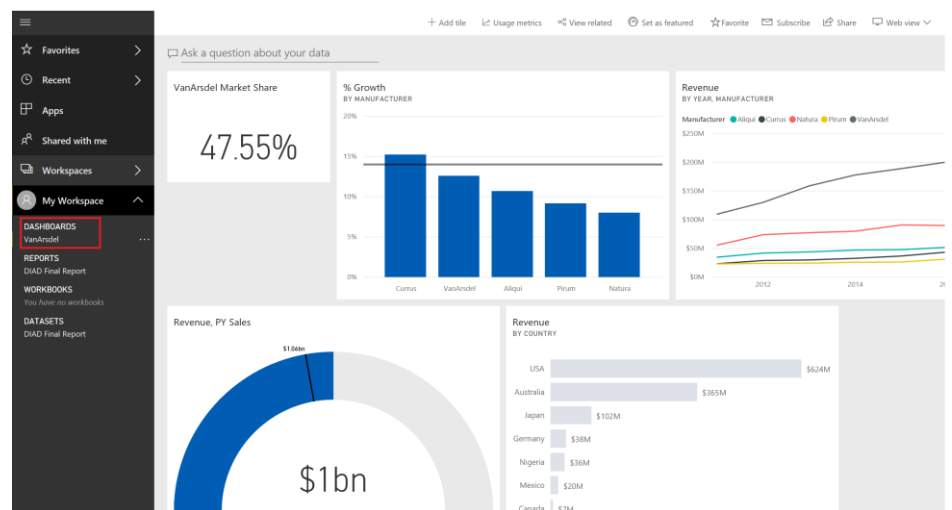 + Add tile Usage metrics View related Set as featured Favorite Subscribe Share Web view
Favorites
Recent
Apps
Shared with me
Workspaces
My Workspace
DASHBOARDS
VanArsdel
...
REPORTS
DIAD Final Report
WORKBOOKS
You have no workbooks
DATASETS
DIAD Final Report
Ask a question about your data
VanArsdel Market Share
47.55%
% Growth
BY MANUFACTURER
20%
15%
10%
5%
0%
Currus VanArsdel Aliqui Pirum Natura
Revenue
BY YEAR, MANUFACTURER
Manufacturer Aliqui Currus Natura Pirum VanArsdel
$250M
$200M
$150M
$100M
$50M
$0M
2012 2014
Revenue, PY Sales
$1.06bn
$1bn
Revenue
BY COUNTRY
USA $624M
Australia $365M
Japan $102M
Germany $38M
Nigeria $36M
Mexico $20M
Canada $7M